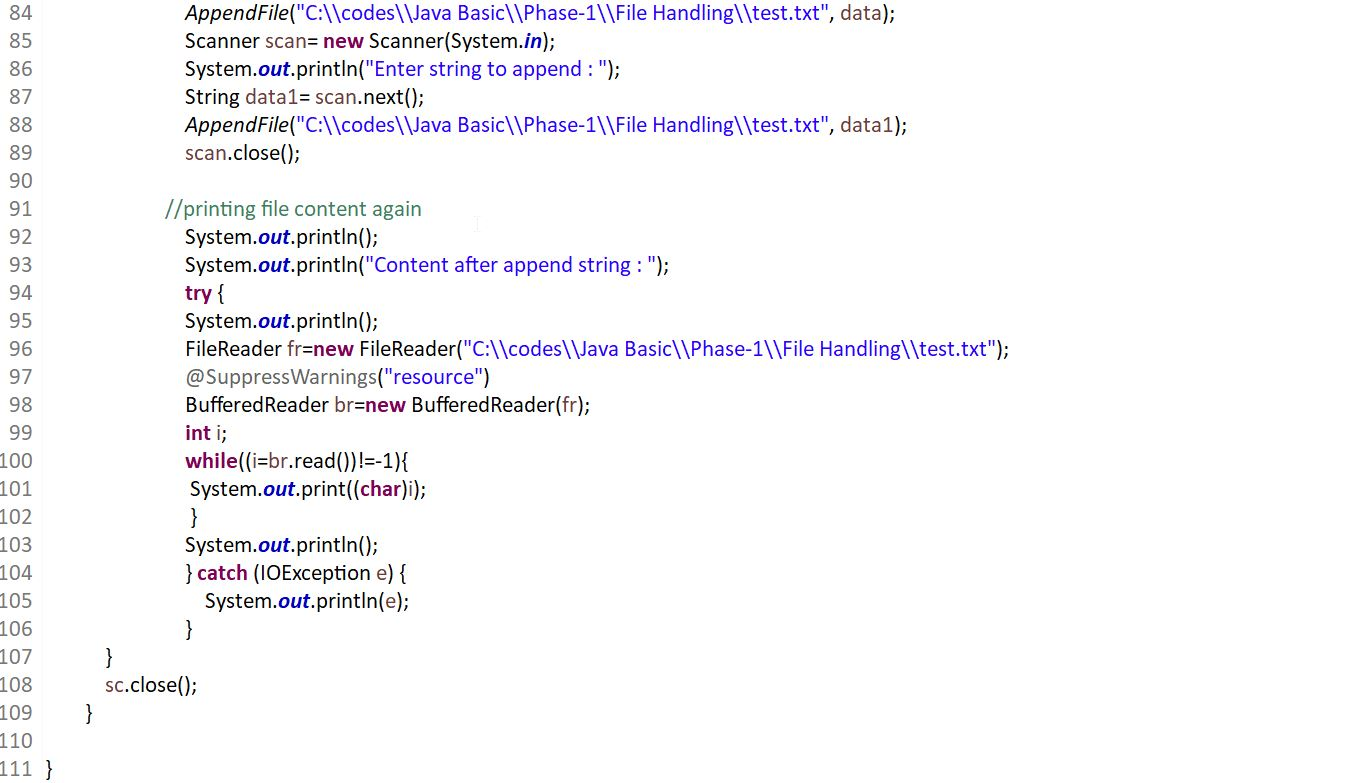 84 AppendFile("C:\\codes\\Java Basic\\Phase-1\\File Handling\\test.txt", data);
85 Scanner scan= new Scanner(System.in);
86 System.out.println("Enter string to append : ");
87 String data1= scan.next();
88 AppendFile("C:\\codes\\Java Basic\\Phase-1\\File Handling\\test.txt", data1);
89 scan.close();
90
91 //printing file content again
92 System.out.println();
93 System.out.println("Content after append string : ");
94 try {
95 System.out.println();
96 FileReader fr=new FileReader("C:\\codes\\Java Basic\\Phase-1\\File Handling\\test.txt");
97 @SuppressWarnings("resource")
98 BufferedReader br=new BufferedReader(fr);
99 int i;
100 while((i=br.read())!=-1){
101 System.out.print((char)i);
102 }
103 System.out.println();
104 } catch (IOException e) {
105 System.out.println(e);
106 }
107 }
108 sc.close();
109 }
110
111 }